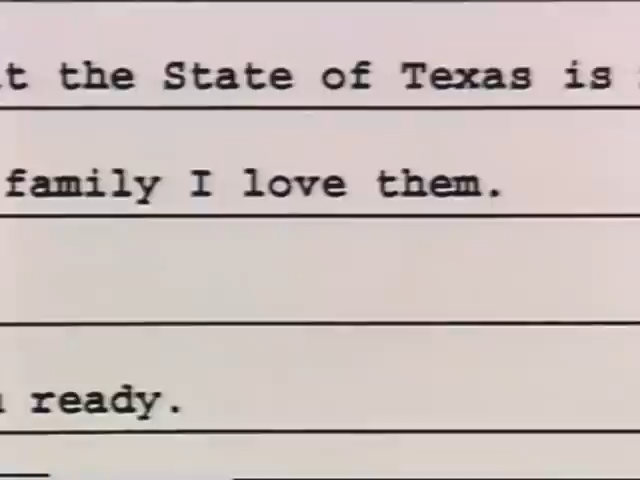 the State of Texas is
family I love them.
ready.